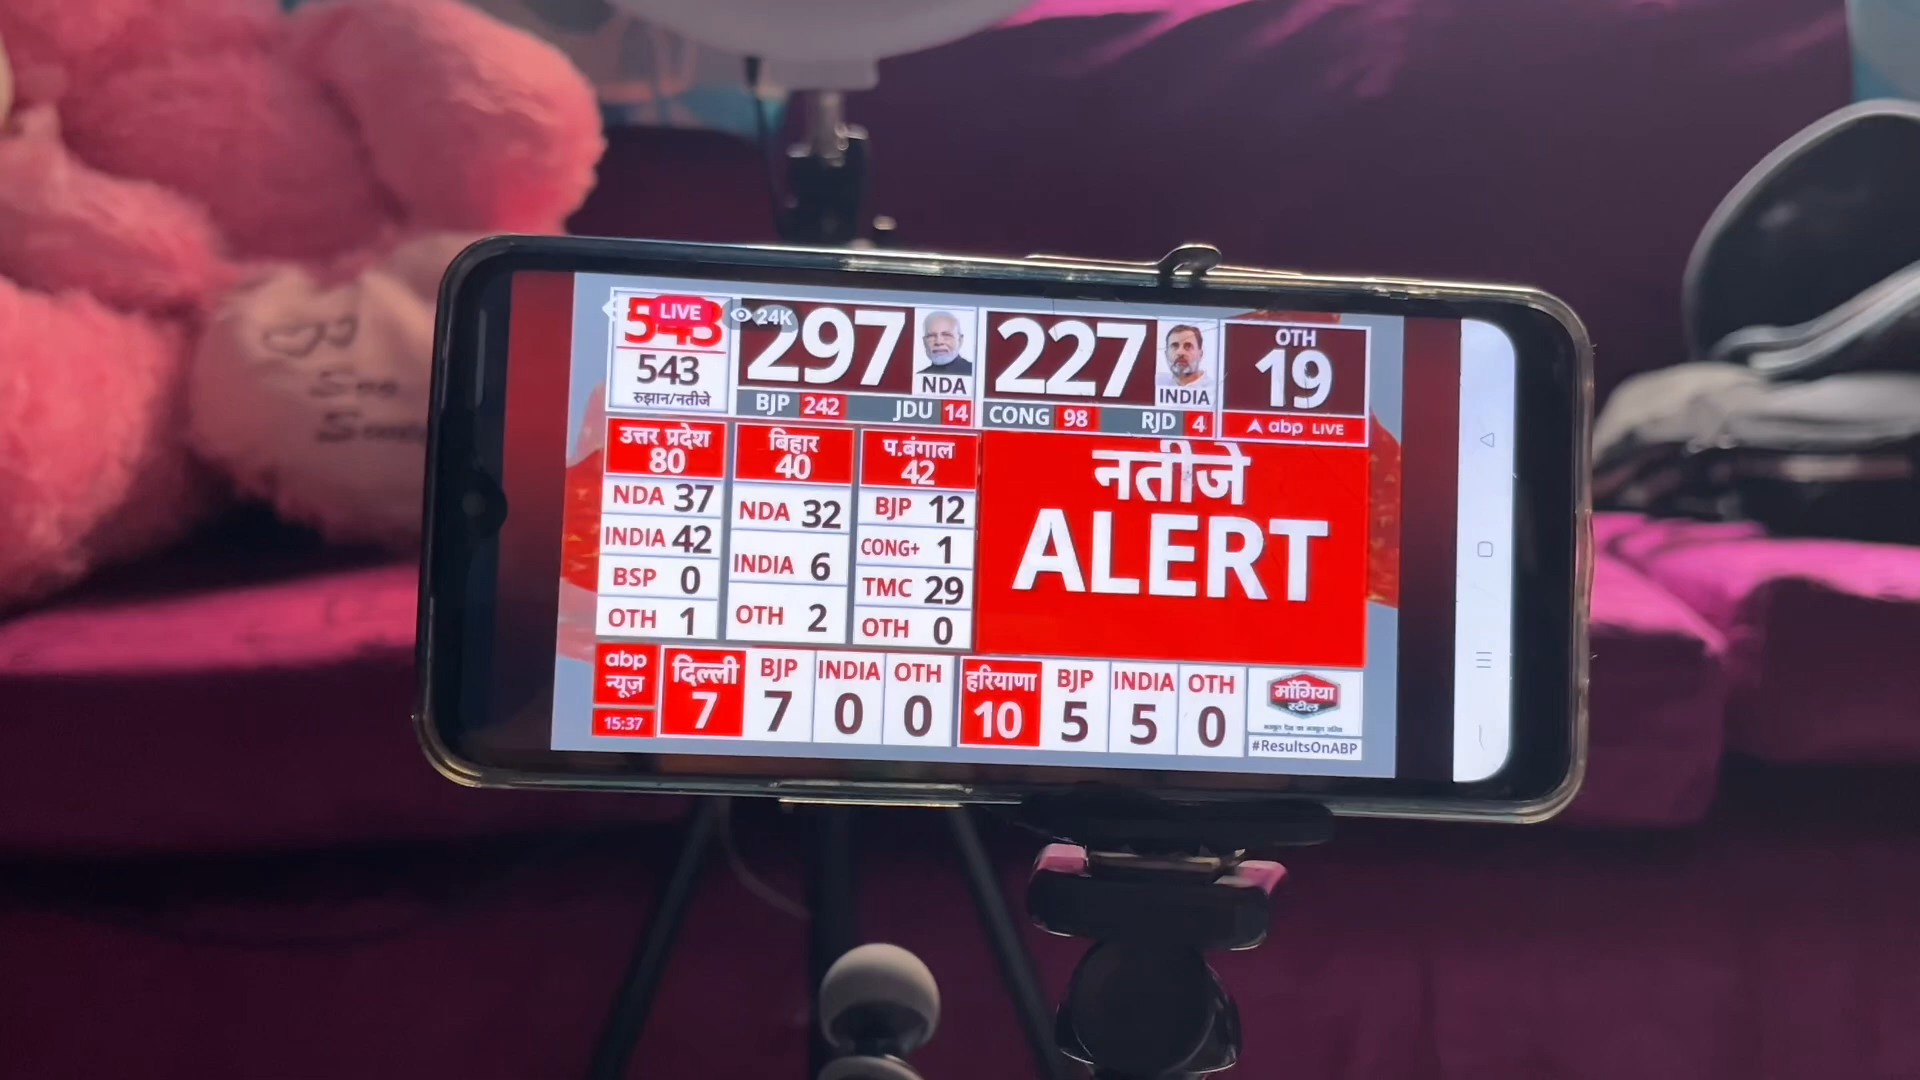 543
LIVE
24K
543
रुझान/नतीजे
297
NDA
BJP 242 JDU 14
227
INDIA
CONG 98 RJD 4
OTH
19
abp LIVE
उत्तर प्रदेश
80
NDA 37
INDIA 42
BSP 0
OTH 1
बिहार
40
NDA 32
INDIA 6
OTH 2
प.बंगाल
42
BJP 12
CONG+ 1
TMC 29
OTH 0
नतीजे
ALERT
abp
न्यूज़
15:37
दिल्ली
7
BJP
7
INDIA
0
OTH
0
हरियाणा
10
BJP
5
INDIA
5
OTH
0
मोंगिया
स्टील
#ResultsOnABP